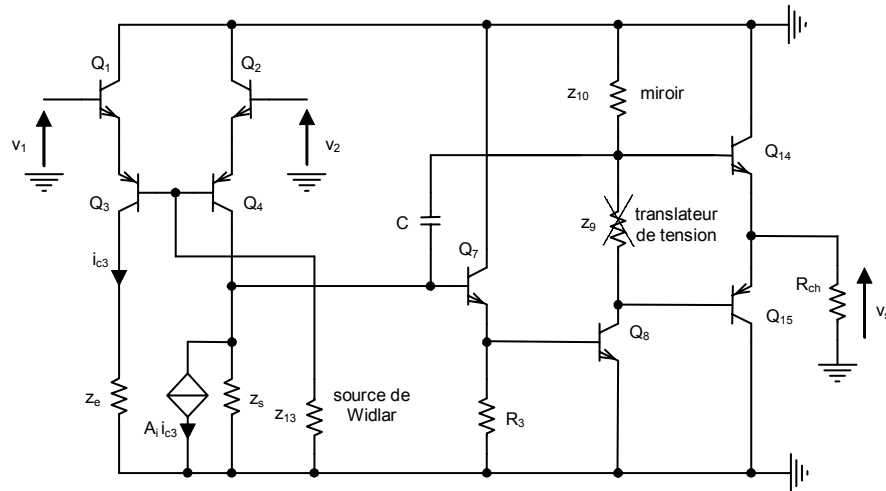 Q1
Q2
z10
miroir
v1
v2
Q14
Q3
Q4
C
z9
translateur
de tension
Q7
ic3
Rch
vs
Q8
Q15
ze
Ai ic3
zs
z13
source de
Widlar
R3